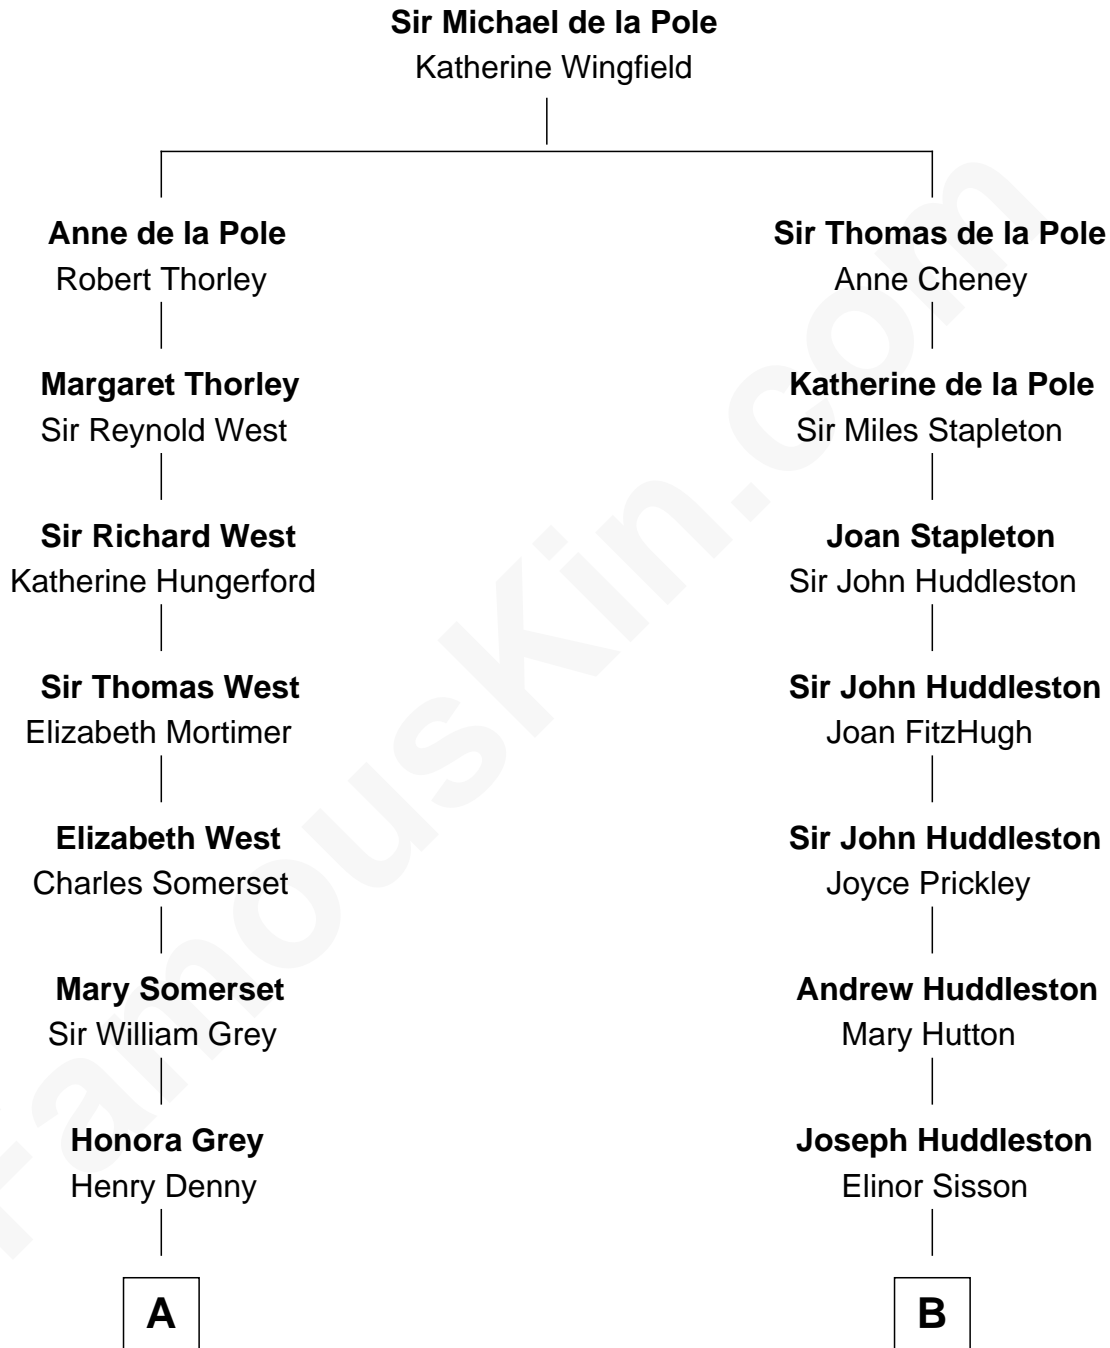 Sir Michael de la Pole
Katherine Wingfield
Anne de la Pole
Robert Thorley
Sir Thomas de la Pole
Anne Cheney
Margaret Thorley
Sir Reynold West
Katherine de la Pole
Sir Miles Stapleton
Sir Richard West
Katherine Hungerford
Joan Stapleton
Sir John Huddleston
Sir Thomas West
Elizabeth Mortimer
Sir John Huddleston
Joan FitzHugh
Elizabeth West
Charles Somerset
Sir John Huddleston
Joyce Prickley
Mary Somerset
Sir William Grey
Andrew Huddleston
Mary Hutton
Honora Grey
Henry Denny
Joseph Huddleston
Elinor Sisson
A
B
FamousKin.com